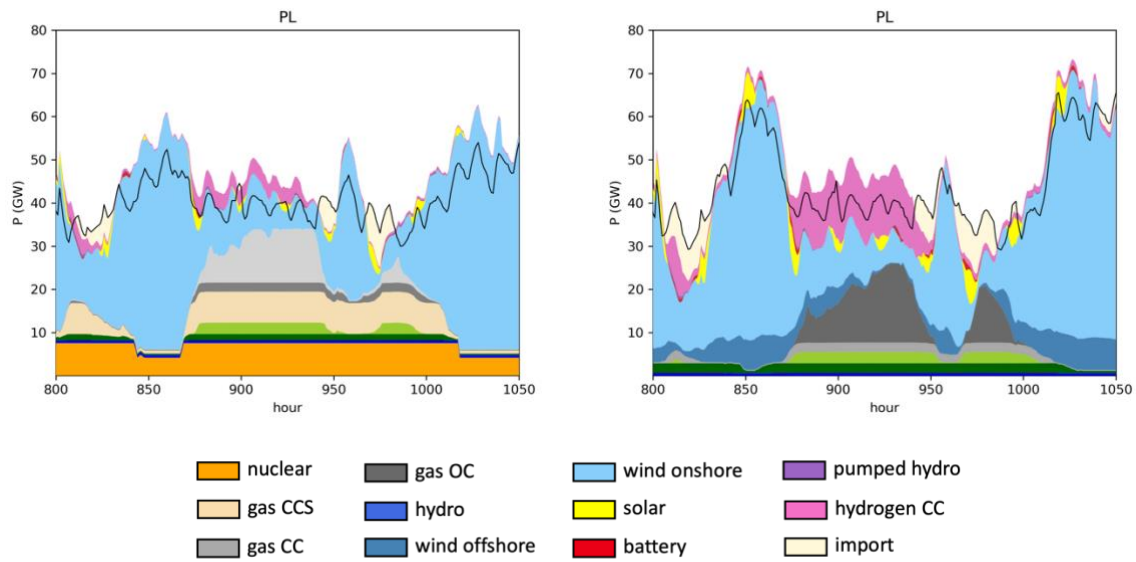 PL
80
70
60
50
40
30
20
10
P (GW)
800 850 900 950 1000 1050
hour
PL
80
70
60
50
40
30
20
10
P (GW)
800 850 900 950 1000 1050
hour
nuclear gas OC wind onshore pumped hydro
gas CCS hydro solar hydrogen CC
gas CC wind offshore battery import